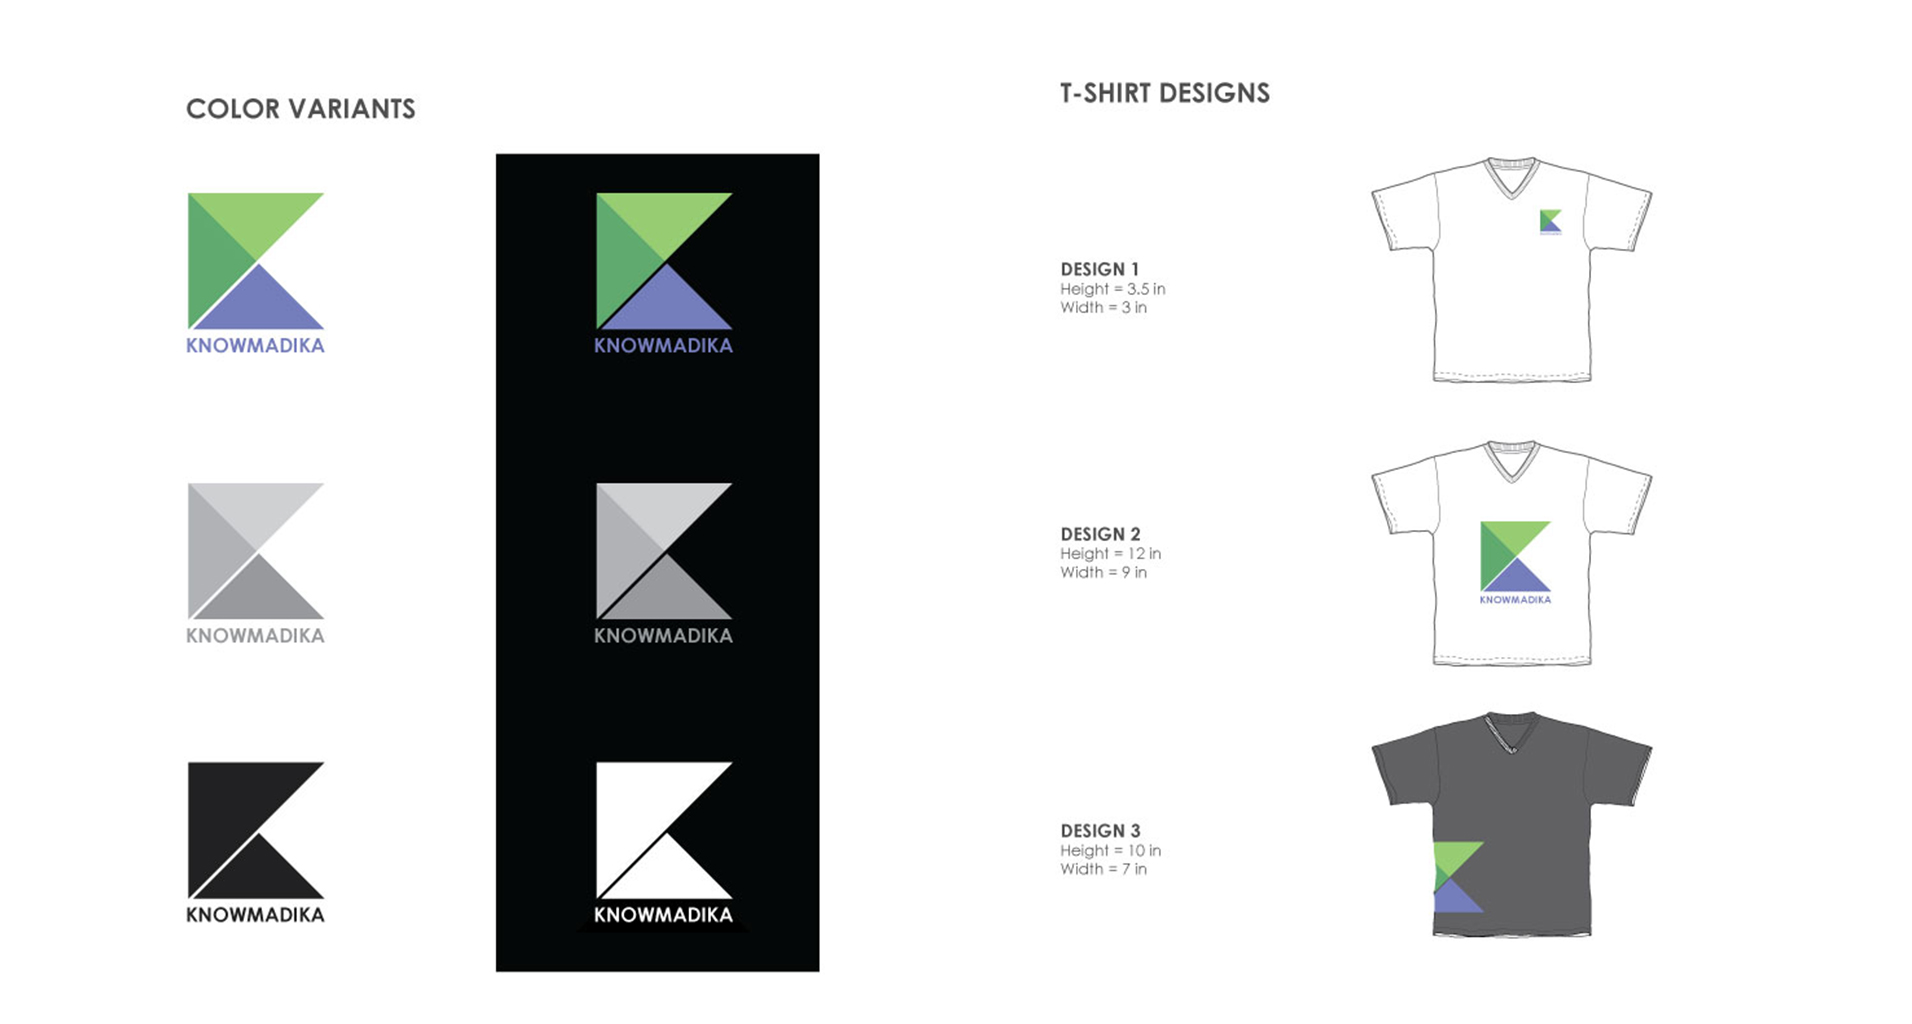 COLOR VARIANTS
KNOWMADIKA
KNOWMADIKA
KNOWMADIKA
KNOWMADIKA
KNOWMADIKA
KNOWMADIKA
T-SHIRT DESIGNS
DESIGN 1
Height = 3.5 in
Width = 3 in
DESIGN 2
Height = 12 in
Width = 9 in
KNOWMADIKA
DESIGN 3
Height = 10 in
Width = 7 in